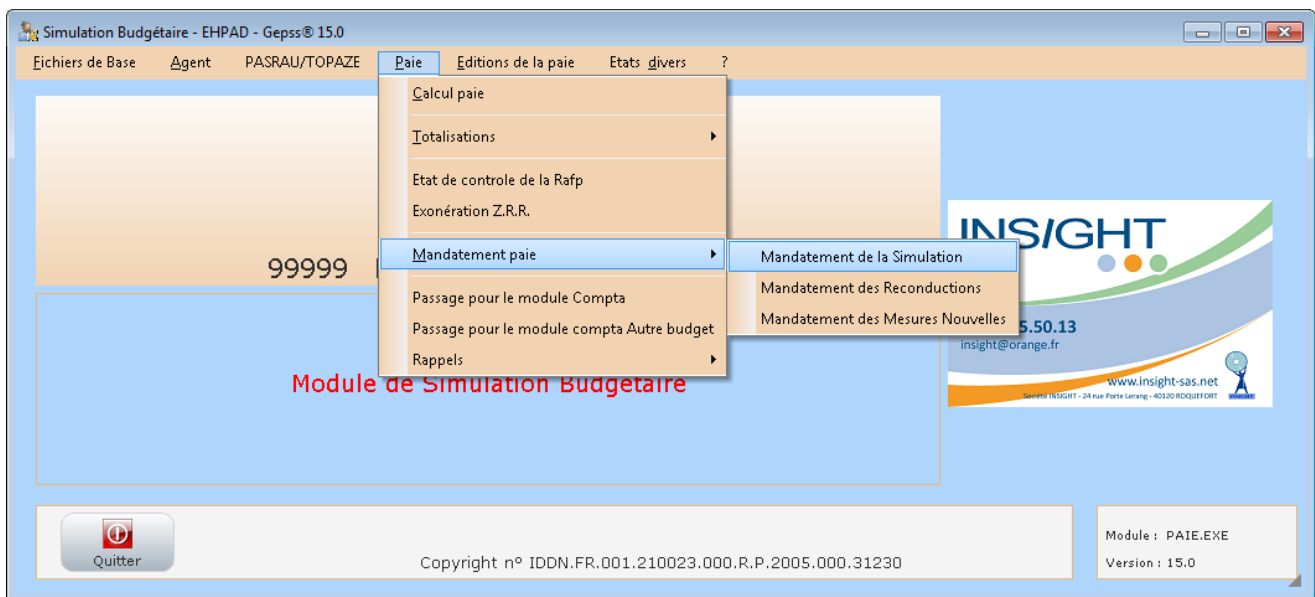 Simulation Budgétaire - EHPAD - Gepss® 15.0
Fichiers de Base Agent PASRAU/TOPAZE Paie Editions de la paie Etats divers ?
Calcul paie
Totalisations
Etat de controle de la Rafp
Exonération Z.R.R.
Mandatement paie
Passage pour le module Compta
Passage pour le module compta Autre budget
Rappels
Mandatement de la Simulation
Mandatement des Reconductions
Mandatement des Mesures Nouvelles
99999
Module de Simulation Budgetaire
INSIGHT
5.50.13
insight@orange.fr
www.insight-sas.net
Société INSIGHT - 24 rue Porte Lerang - 40120 ROQUEFORT
Quitter
Copyright nº IDDN.FR.001.210023.000.R.P.2005.000.31230
Module : PAIE.EXE
Version : 15.0